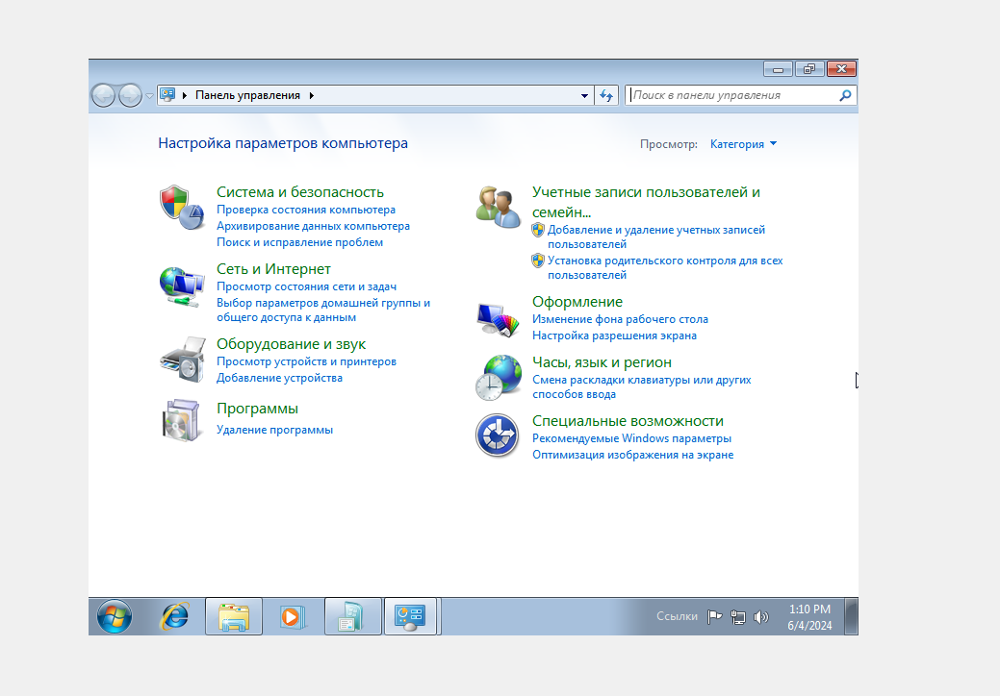 Панель управления
Поиск в панели управления
Настройка параметров компьютера
Просмотр: Категория
Система и безопасность
Проверка состояния компьютера
Архивирование данных компьютера
Поиск и исправление проблем
Сеть и Интернет
Просмотр состояния сети и задач
Выбор параметров домашней группы и
общего доступа к данным
Оборудование и звук
Просмотр устройств и принтеров
Добавление устройства
Программы
Удаление программы
Учетные записи пользователей и
семейн...
Добавление и удаление учетных записей
пользователей
Установка родительского контроля для всех
пользователей
Оформление
Изменение фона рабочего стола
Настройка разрешения экрана
Часы, язык и регион
Смена раскладки клавиатуры или других
способов ввода
Специальные возможности
Рекомендуемые Windows параметры
Оптимизация изображения на экране
Ссылки
1:10 PM
6/4/2024